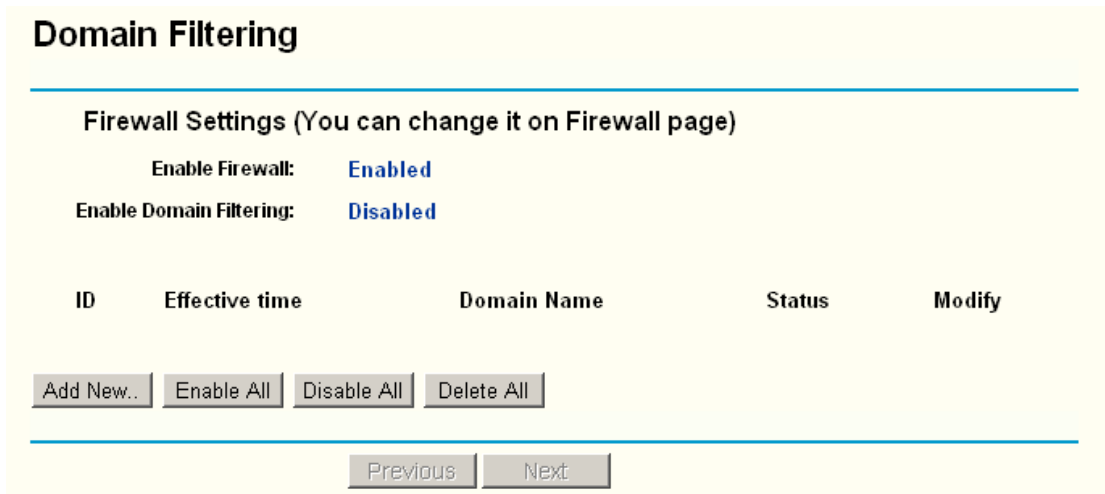 Domain Filtering
Firewall Settings (You can change it on Firewall page)
Enable Firewall: Enabled
Enable Domain Filtering: Disabled
ID Effective time Domain Name Status Modify
Add New.. Enable All Disable All Delete All
Previous Next